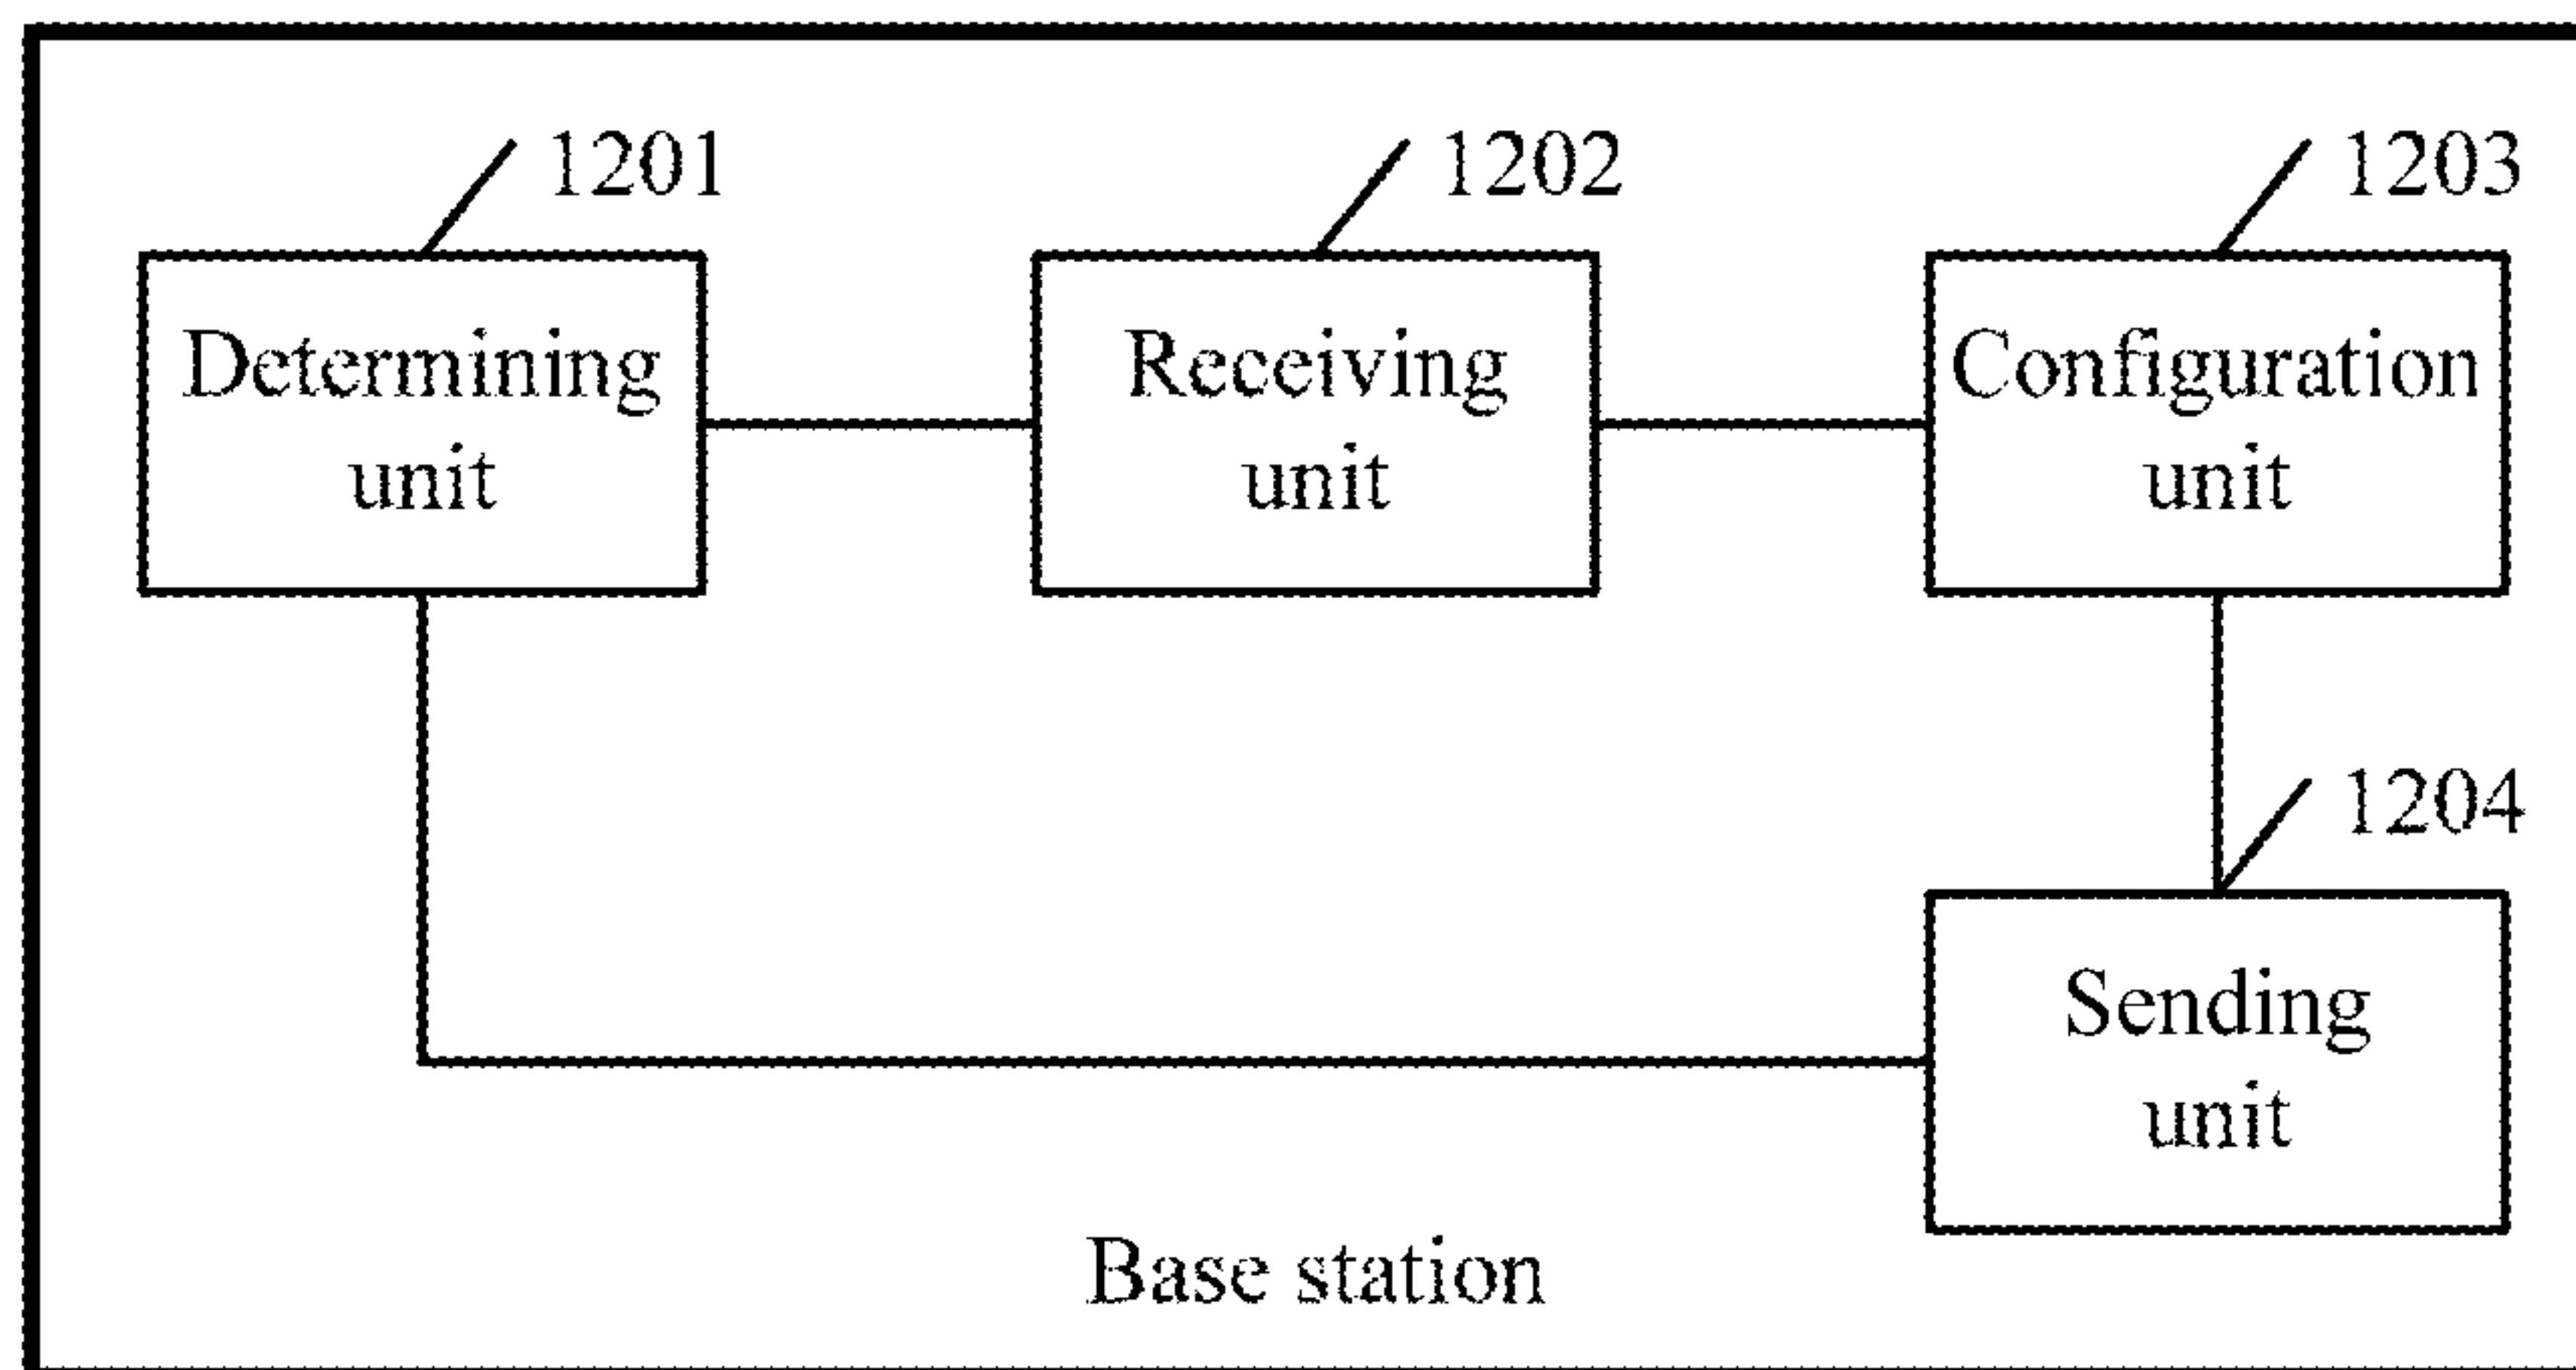 1201
1202
1203
Determining
unit
Receiving
unit
Configuration
unit
1204
Sending
unit
Base station